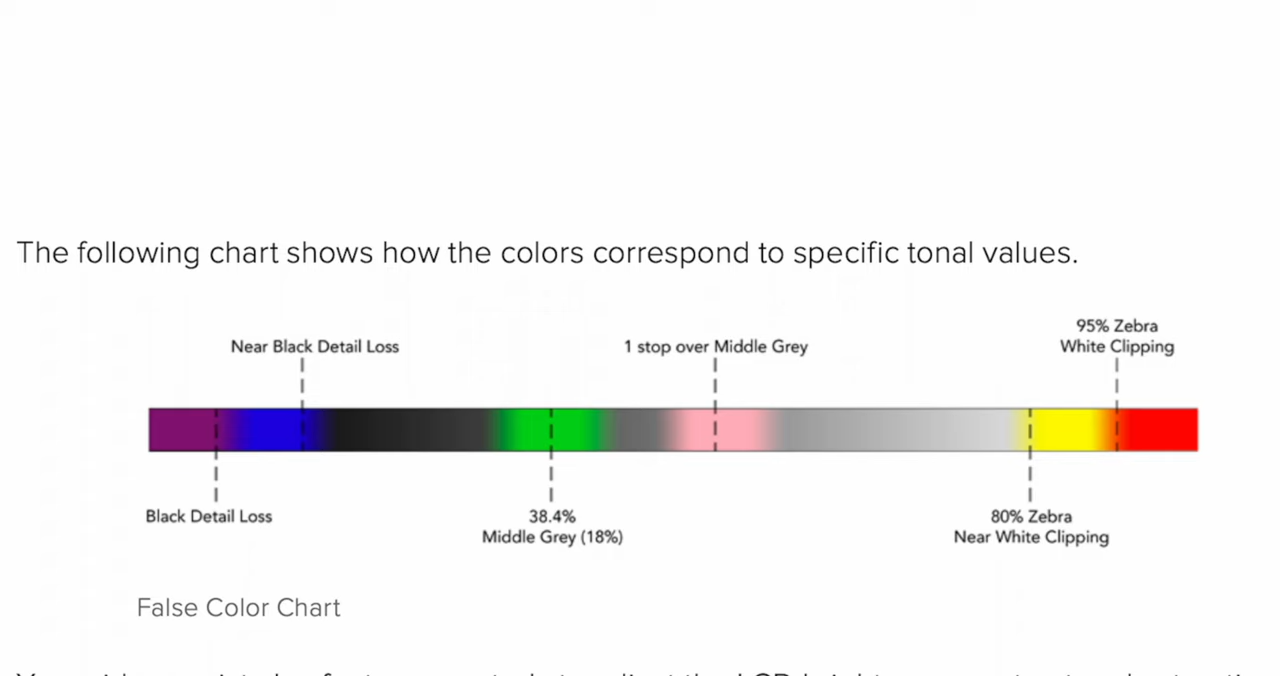 The following chart shows how the colors correspond to specific tonal values.
95% Zebra
White Clipping
Near Black Detail Loss
1 stop over Middle Grey
Black Detail Loss
38.4%
Middle Grey (18%)
80% Zebra
Near White Clipping
False Color Chart